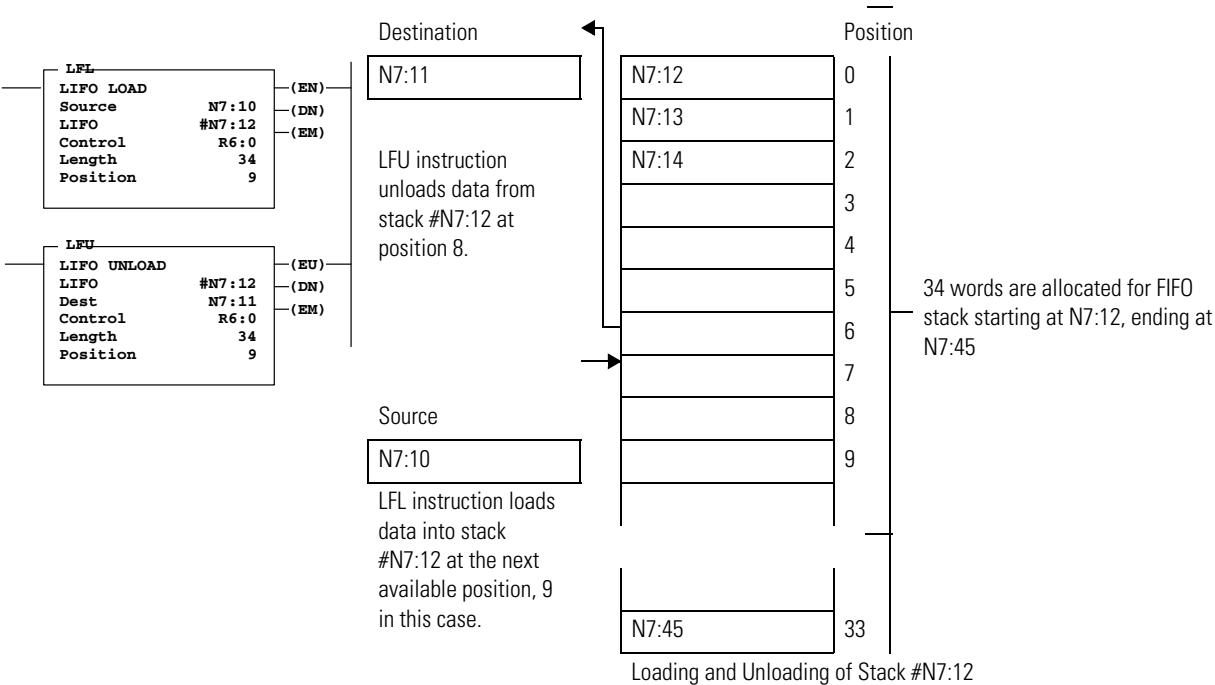 LFL
LIFO LOAD
Source N7:10
LIFO #N7:12
Control R6:0
Length 34
Position 9
(EN)
(DN)
(EM)
LFU
LIFO UNLOAD
LIFO #N7:12
Dest N7:11
Control R6:0
Length 34
Position 9
(EU)
(DN)
(EM)
Destination
N7:11
LFU instruction
unloads data from
stack #N7:12 at
position 8.
Source
N7:10
LFL instruction loads
data into stack
#N7:12 at the next
available position, 9
in this case.
Position
N7:12 0
N7:13 1
N7:14 2
3
4
5
6
7
8
9
N7:45 33
34 words are allocated for FIFO
stack starting at N7:12, ending at
N7:45
Loading and Unloading of Stack #N7:12